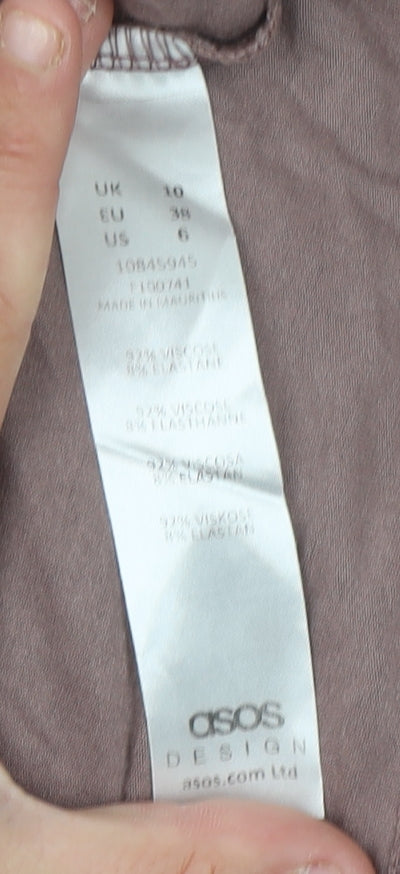 UK 10
EU 38
US 6
10845945
F100741
MADE IN MAURITIUS
92% VISCOSE
8% ELASTANE
92% VISCOSE
8% ELASTHANNE
92% VISCOSA
8% ELASTAN
92% VISKOSE
8% ELASTAN
asos
DESIGN
asos.com Ltd